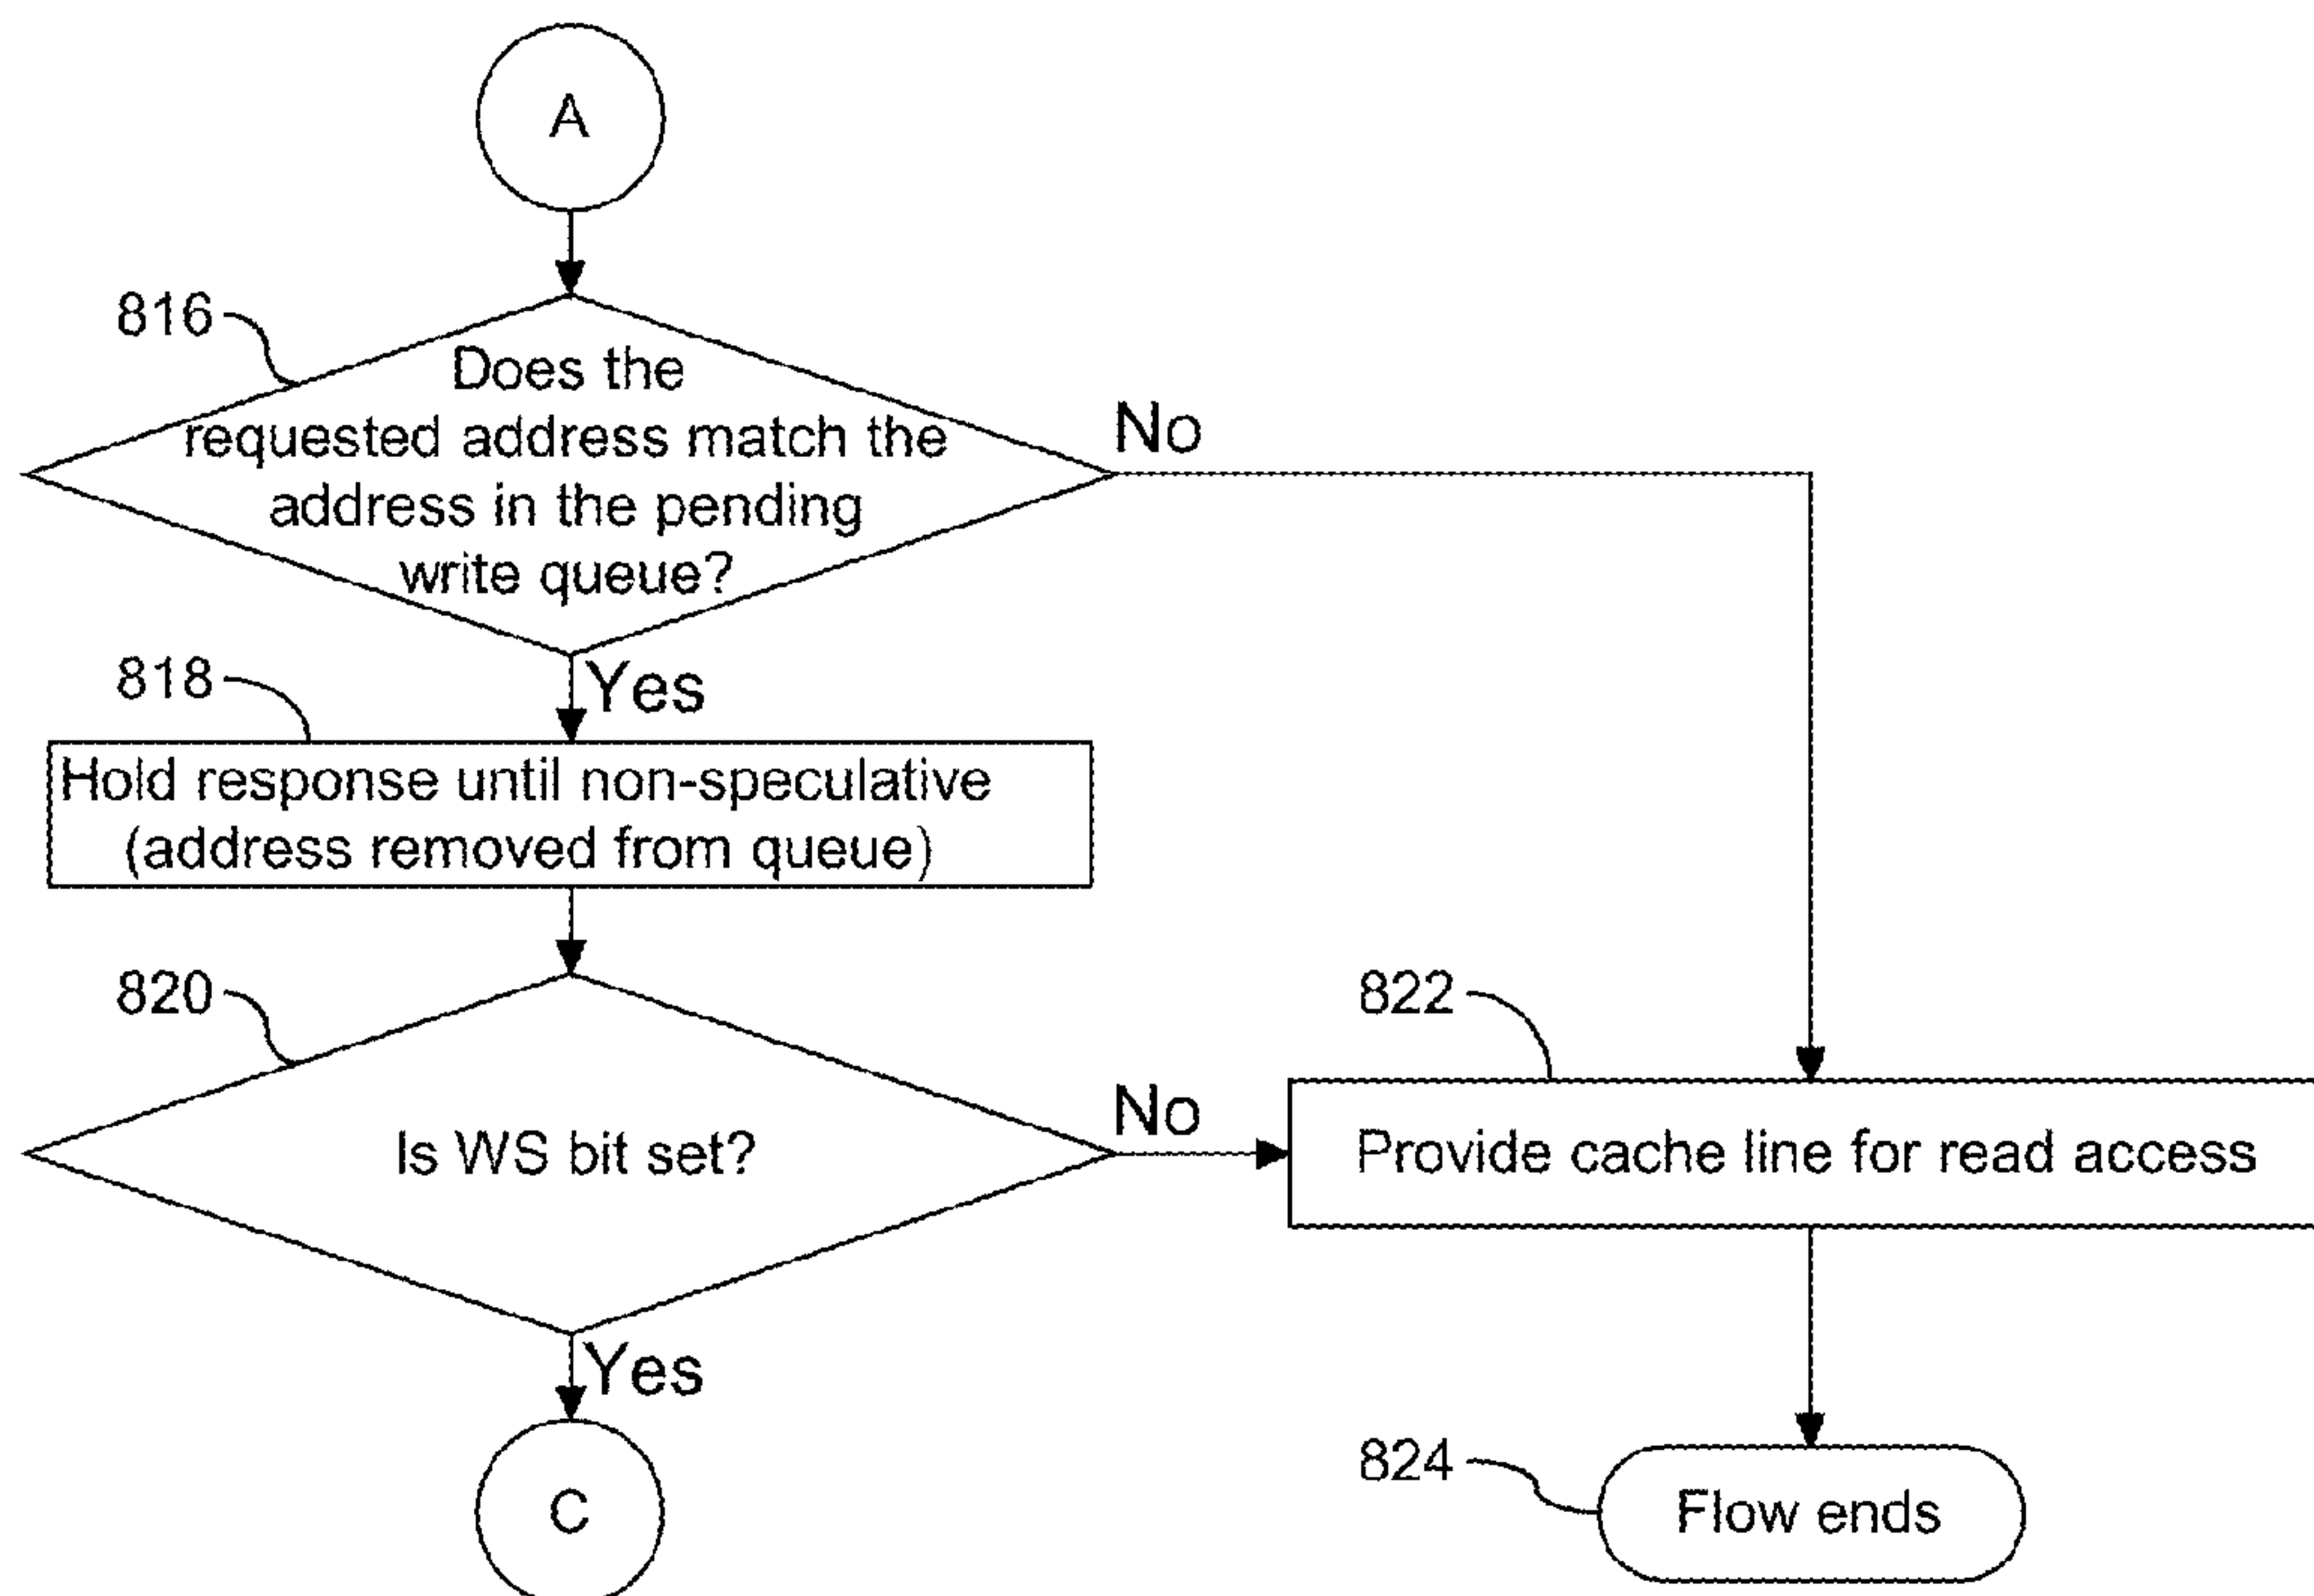 A
816
Does the
requested address match the
address in the pending
write queue?
No
Yes
818
Hold response until non-speculative
(address removed from queue)
820
Is WS bit set?
No
822
Provide cache line for read access
Yes
C
824
Flow ends